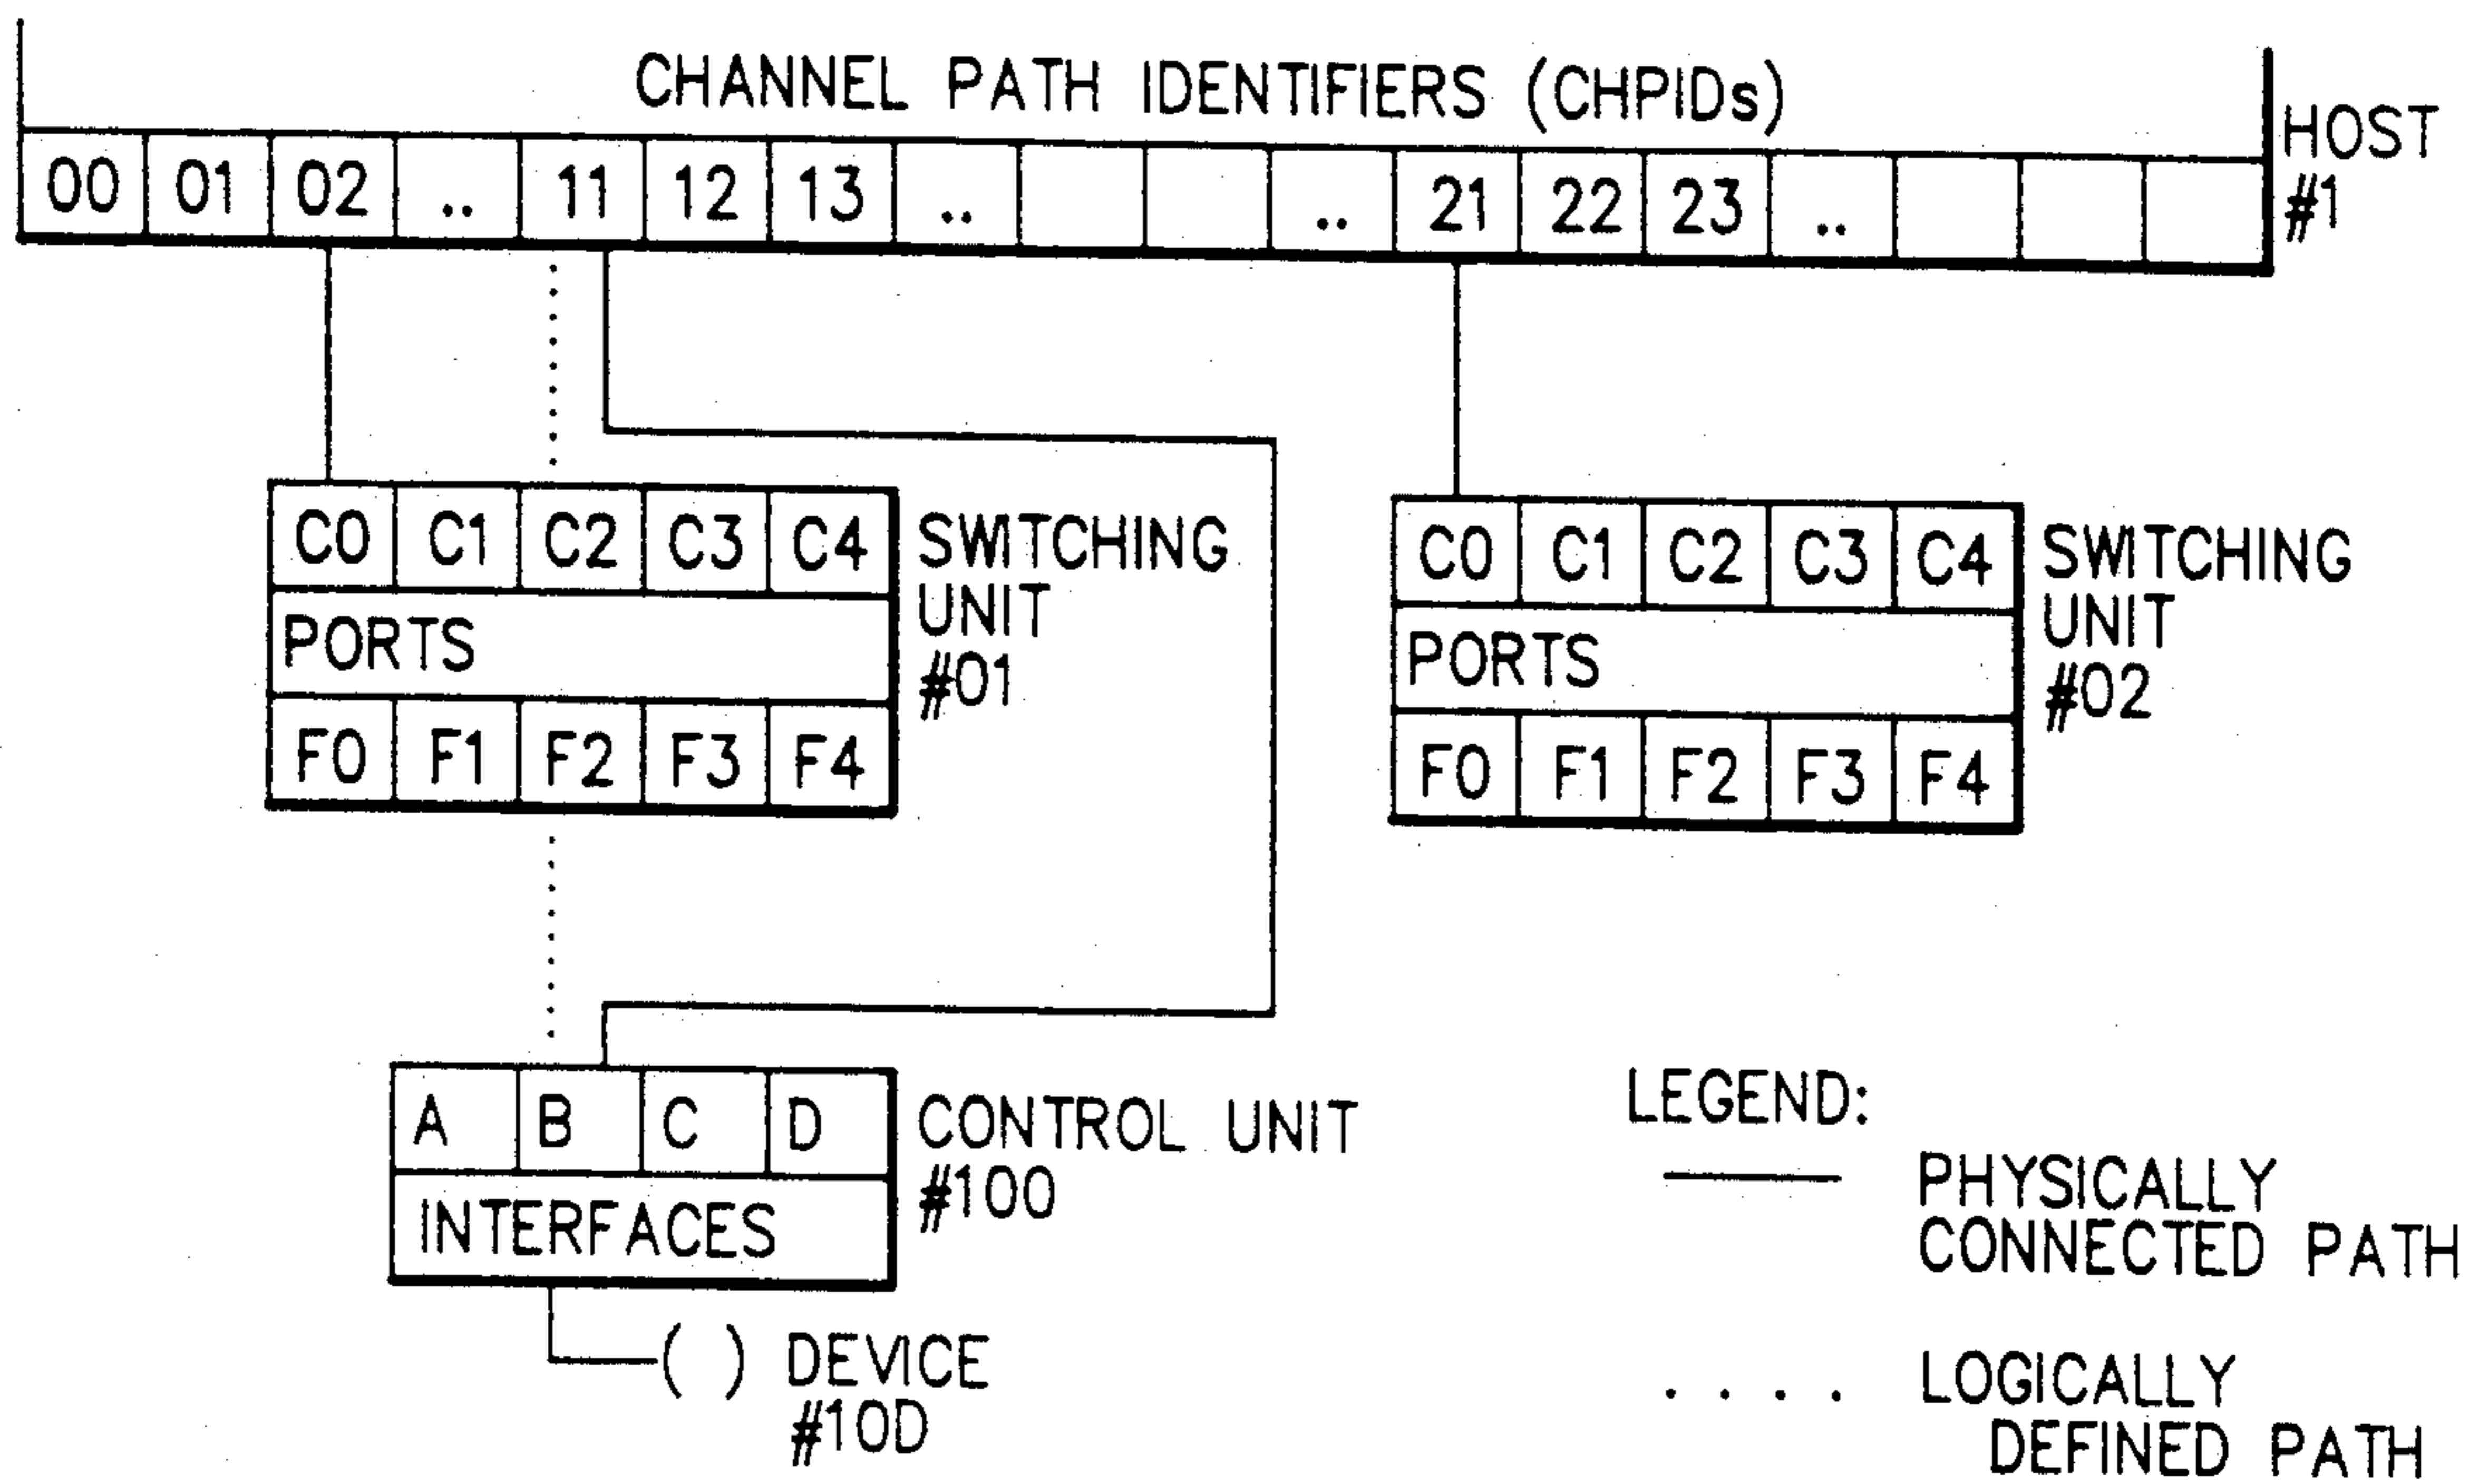 CHANNEL PATH IDENTIFIERS (CHPIDs)
HOST
#1
00 01 02 .. 11 12 13 .. .. 21 22 23 ..
C0 C1 C2 C3 C4
SWITCHING
UNIT
#01
PORTS
F0 F1 F2 F3 F4
C0 C1 C2 C3 C4
SWITCHING
UNIT
#02
PORTS
F0 F1 F2 F3 F4
A B C D
CONTROL UNIT
#100
INTERFACES
( ) DEVICE
#10D
LEGEND:
PHYSICALLY
CONNECTED PATH
LOGICALLY
DEFINED PATH